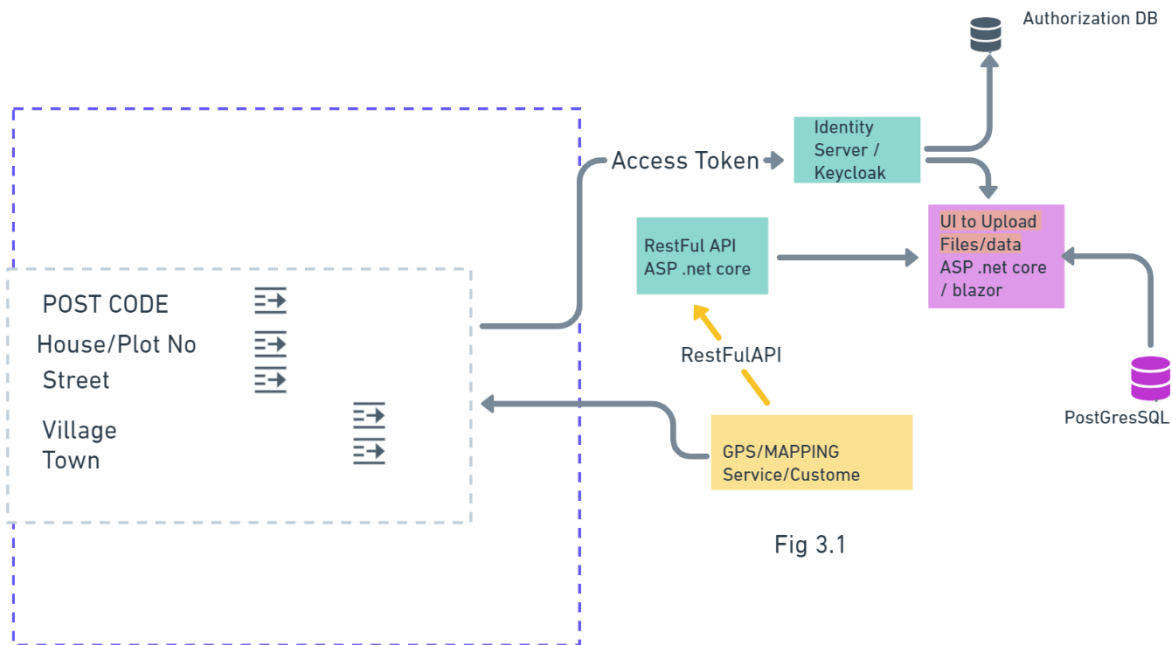 Authorization DB
Identity
Server /
Keycloak
Access Token
UI to Upload
Files/data
ASP .net core
/ blazor
RestFul API
ASP .net core
POST CODE
House/Plot No
Street
Village
Town
RestFulAPI
PostGresSQL
GPS/MAPPING
Service/Custome
Fig 3.1